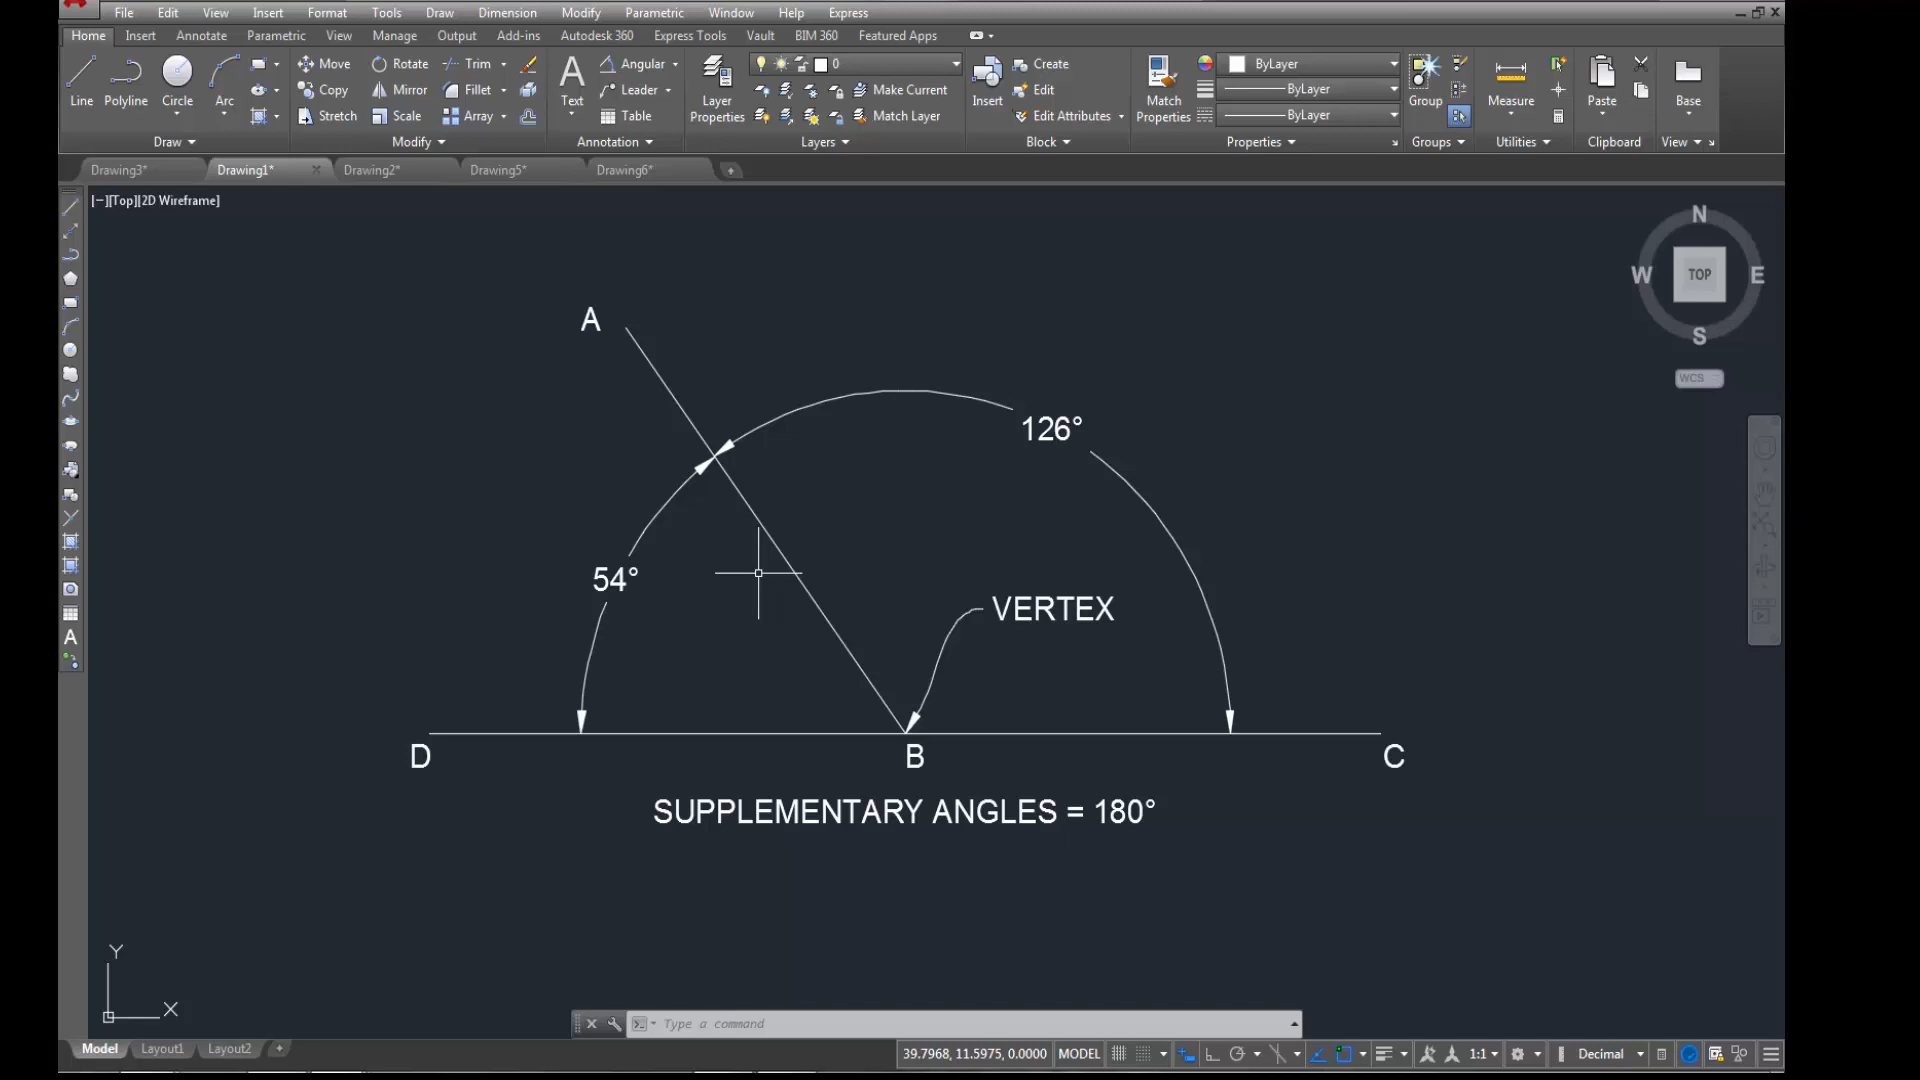 File Edit View Insert Format Tools Draw Dimension Modify Parametric Window Help Express
Home Insert Annotate Parametric View Manage Output Add-ins Autodesk 360 Express Tools Vault BIM 360 Featured Apps
Line Polyline Circle Arc
Draw
Move Rotate Trim
Copy Mirror Fillet
Stretch Scale Array
Modify
A
Text
Angular
Leader
Table
Annotation
Layer Properties
0
Make Current
Match Layer
Layers
Insert
Create
Edit
Edit Attributes
Block
Match Properties
ByLayer
ByLayer
ByLayer
Properties
Group
Groups
Measure
Utilities
Paste
Clipboard
Base
View
Drawing3* Drawing1* Drawing2* Drawing5* Drawing6*
[−][Top][2D Wireframe]
N
W TOP E
S
WCS
A
A
126°
54°
VERTEX
D B C
SUPPLEMENTARY ANGLES = 180°
Y
X
Type a command
Model Layout1 Layout2
39.7968, 11.5975, 0.0000 MODEL 1:1 Decimal